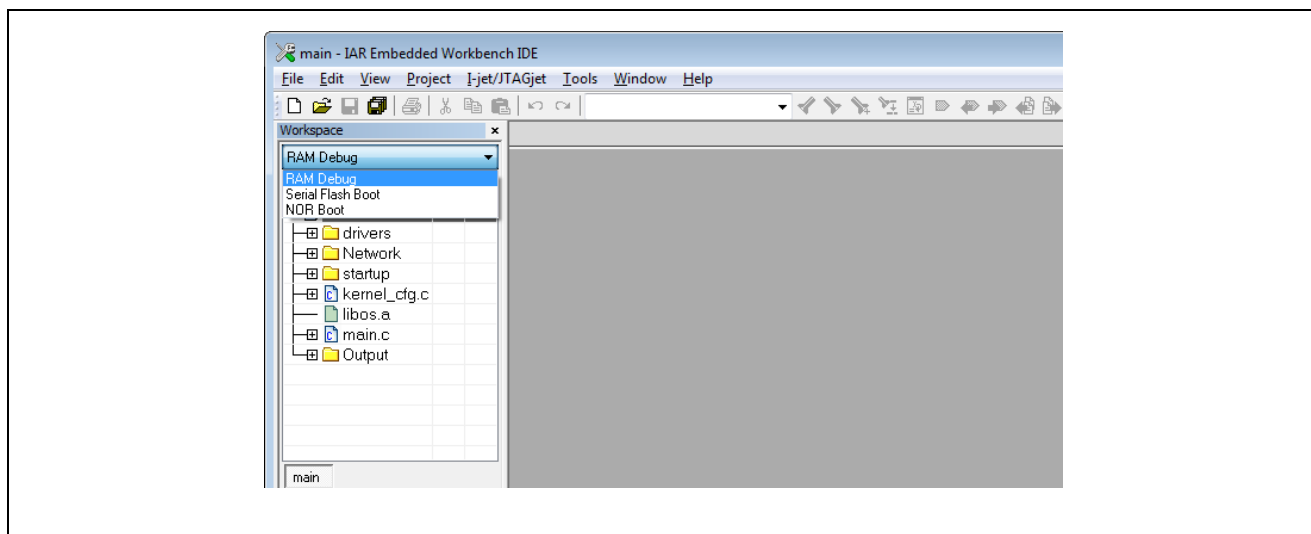 main - IAR Embedded Workbench IDE
File Edit View Project I-jet/JTAGjet Tools Window Help
Workspace
RAM Debug
RAM Debug
Serial Flash Boot
NOR Boot
drivers
Network
startup
kernel_cfg.c
libos.a
main.c
Output
main